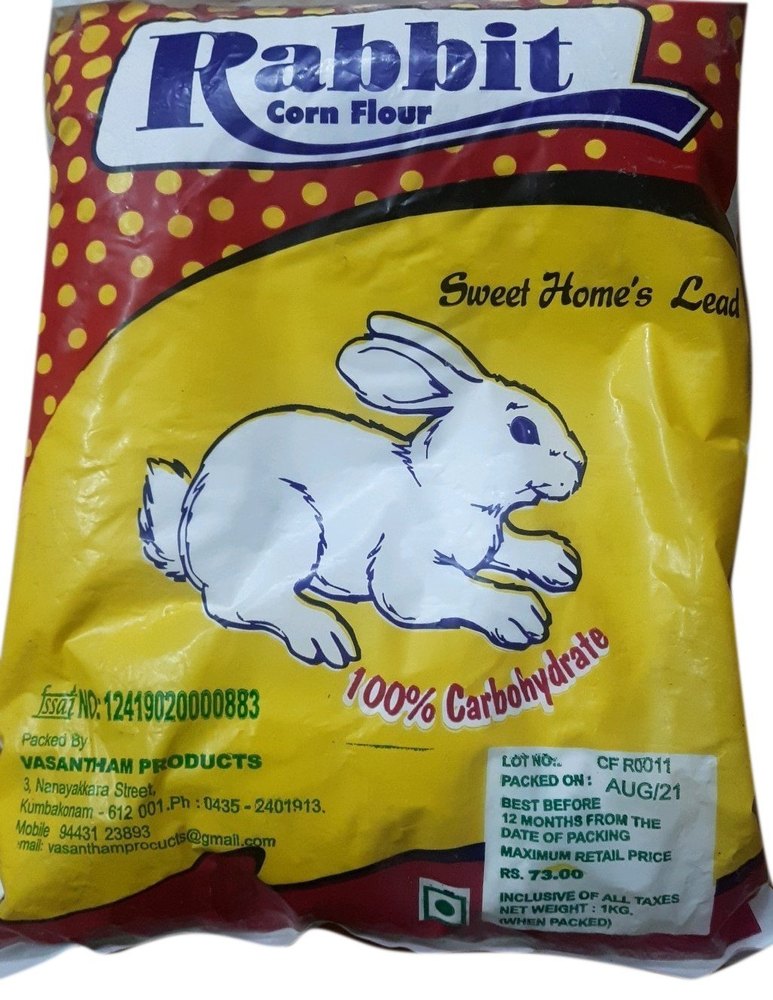 Rabbit
Corn Flour
Sweet Home's Lead
100% Carbohydrate
fssai NO: 12419020000883
Packed By
VASANTHAM PRODUCTS
3, Nanayakkara Street,
Kumbakonam - 612 001.Ph : 0435 - 2401913.
Mobile 94431 23893
mail: vasanthamprocucts@gmail.com
LOT NO:. CF R0011
PACKED ON : AUG/21
BEST BEFORE
12 MONTHS FROM THE
DATE OF PACKING
MAXIMUM RETAIL PRICE
RS. 73.00
INCLUSIVE OF ALL TAXES
NET WEIGHT : 1KG.
(WHEN PACKED)